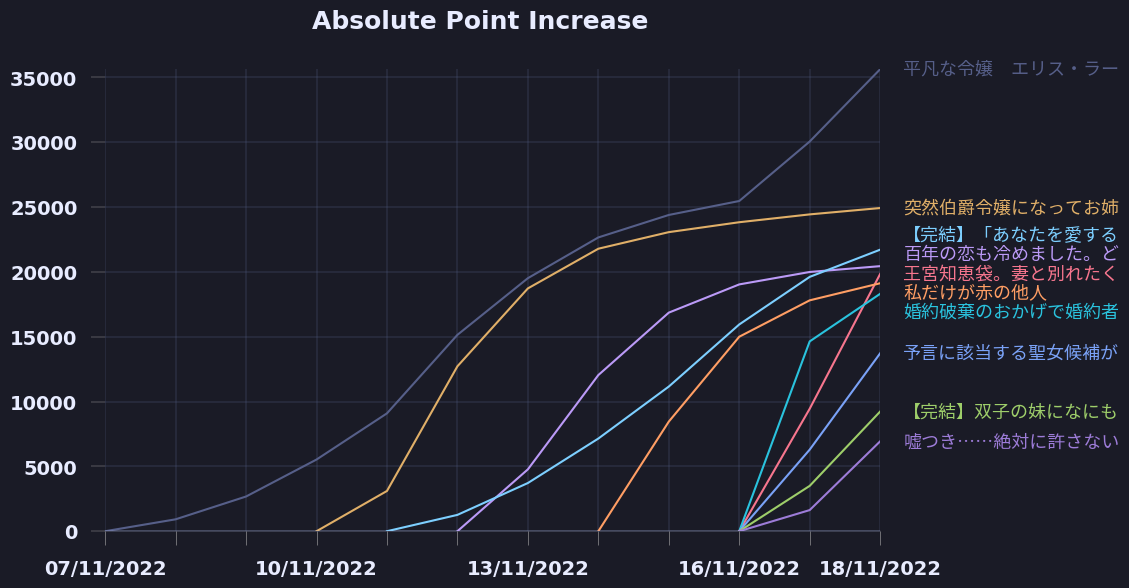 Absolute Point Increase
35000
30000
25000
20000
15000
10000
5000
0
07/11/2022
10/11/2022
13/11/2022
16/11/2022
18/11/2022
平凡な令嬢　エリス・ラー
突然伯爵令嬢になってお姉
【完結】「あなたを愛する
百年の恋も冷めました。ど
王宮知恵袋。妻と別れたく
私だけが赤の他人
婚約破棄のおかげで婚約者
予言に該当する聖女候補が
【完結】双子の妹になにも
嘘つき……絶対に許さない